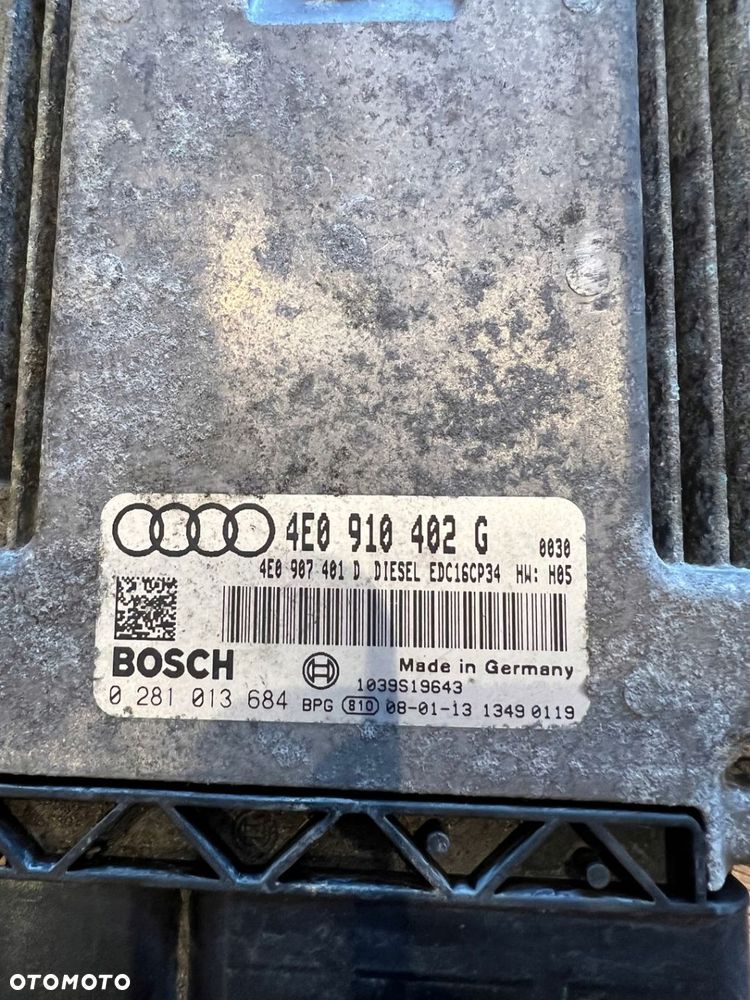 4E0 910 402 G 0030
4E0 907 401 D DIESEL EDC16CP34 HW: H05
BOSCH
Made in Germany
1039S19643
0 281 013 684 BPG 810 08-01-13 1349 0119
OTOMOTO